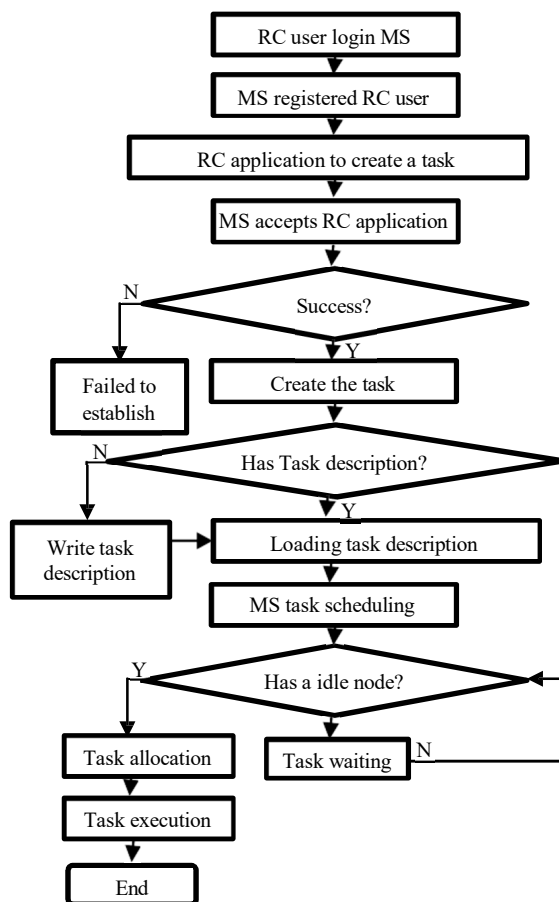 RC user login MS
MS registered RC user
RC application to create a task
MS accepts RC application
N
Success?
Y
Failed to
establish
Create the task
N
Has Task description?
Y
Write task
description
Loading task description
MS task scheduling
Y
Has a idle node?
Task allocation
Task waiting
N
Task execution
End